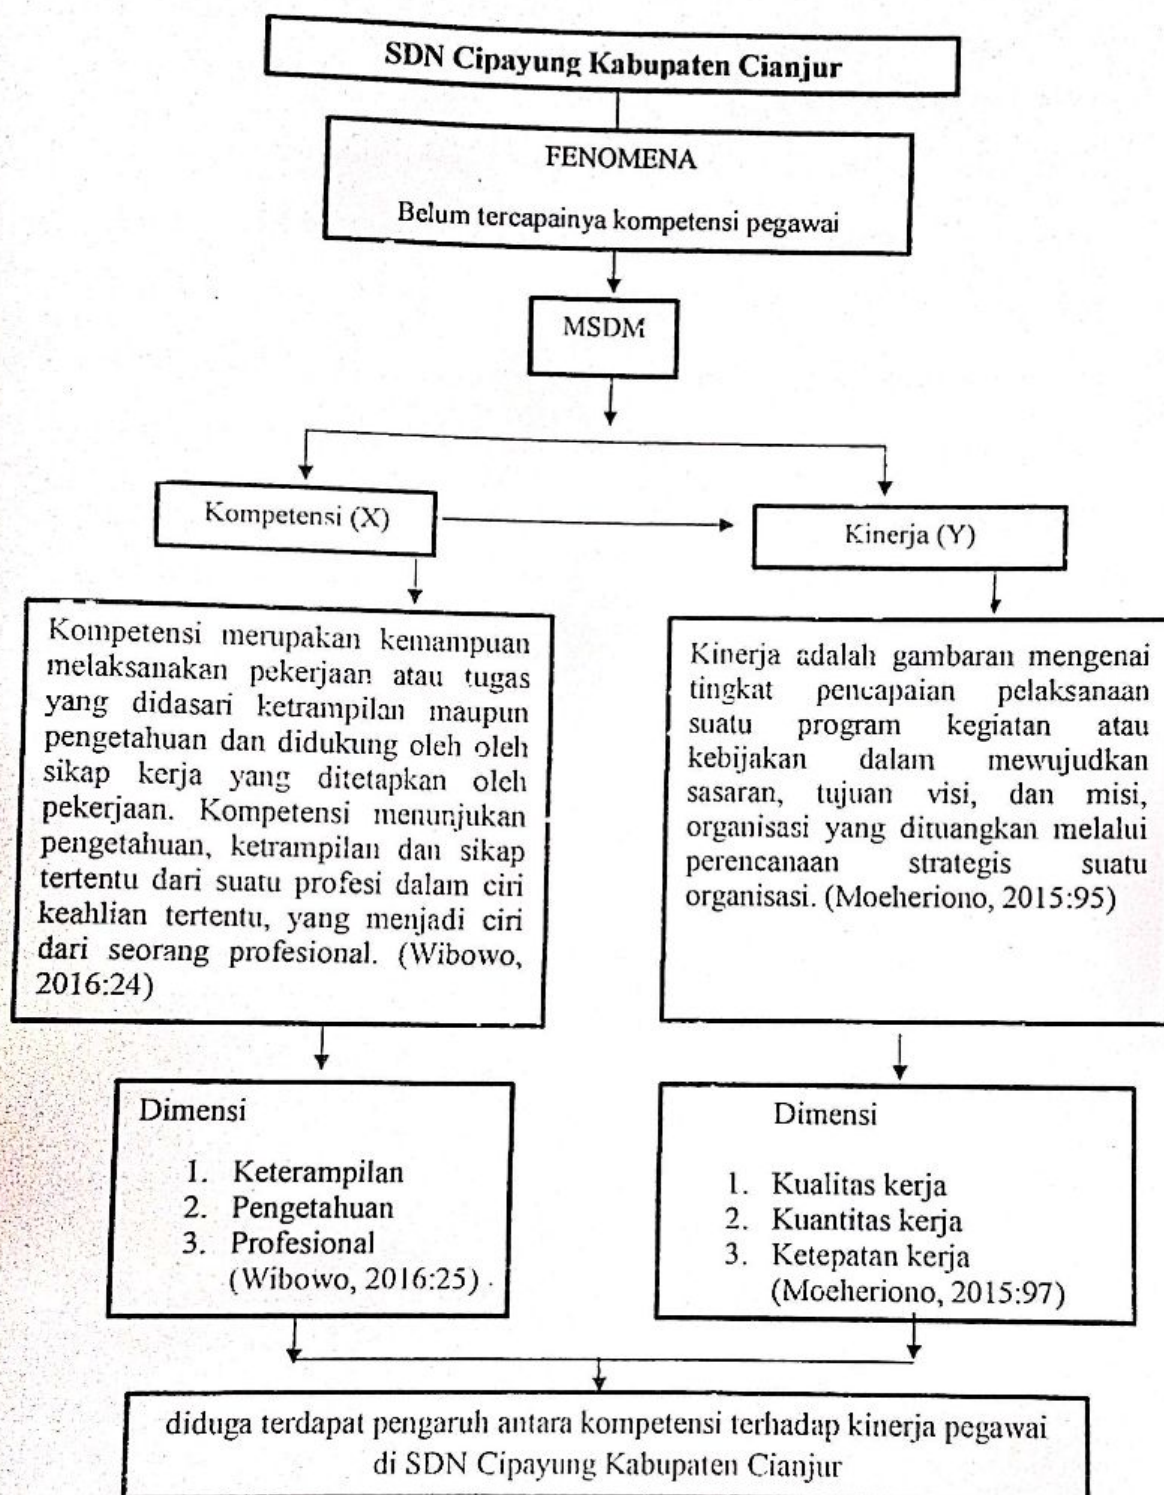 SDN Cipayung Kabupaten Cianjur
FENOMENA
Belum tercapainya kompetensi pegawai
MSDM
Kompetensi (X)
Kinerja (Y)
Kompetensi merupakan kemampuan
melaksanakan pekerjaan atau tugas
yang didasari ketrampilan maupun
pengetahuan dan didukung oleh oleh
sikap kerja yang ditetapkan oleh
pekerjaan. Kompetensi menunjukan
pengetahuan, ketrampilan dan sikap
tertentu dari suatu profesi dalam ciri
keahlian tertentu, yang menjadi ciri
dari seorang profesional. (Wibowo,
2016:24)
Kinerja adalah gambaran mengenai
tingkat pencapaian pelaksanaan
suatu program kegiatan atau
kebijakan dalam mewujudkan
sasaran, tujuan visi, dan misi,
organisasi yang dituangkan melalui
perencanaan strategis suatu
organisasi. (Moeheriono, 2015:95)
Dimensi
1. Keterampilan
2. Pengetahuan
3. Profesional
(Wibowo, 2016:25)
Dimensi
1. Kualitas kerja
2. Kuantitas kerja
3. Ketepatan kerja
(Moeheriono, 2015:97)
diduga terdapat pengaruh antara kompetensi terhadap kinerja pegawai
di SDN Cipayung Kabupaten Cianjur